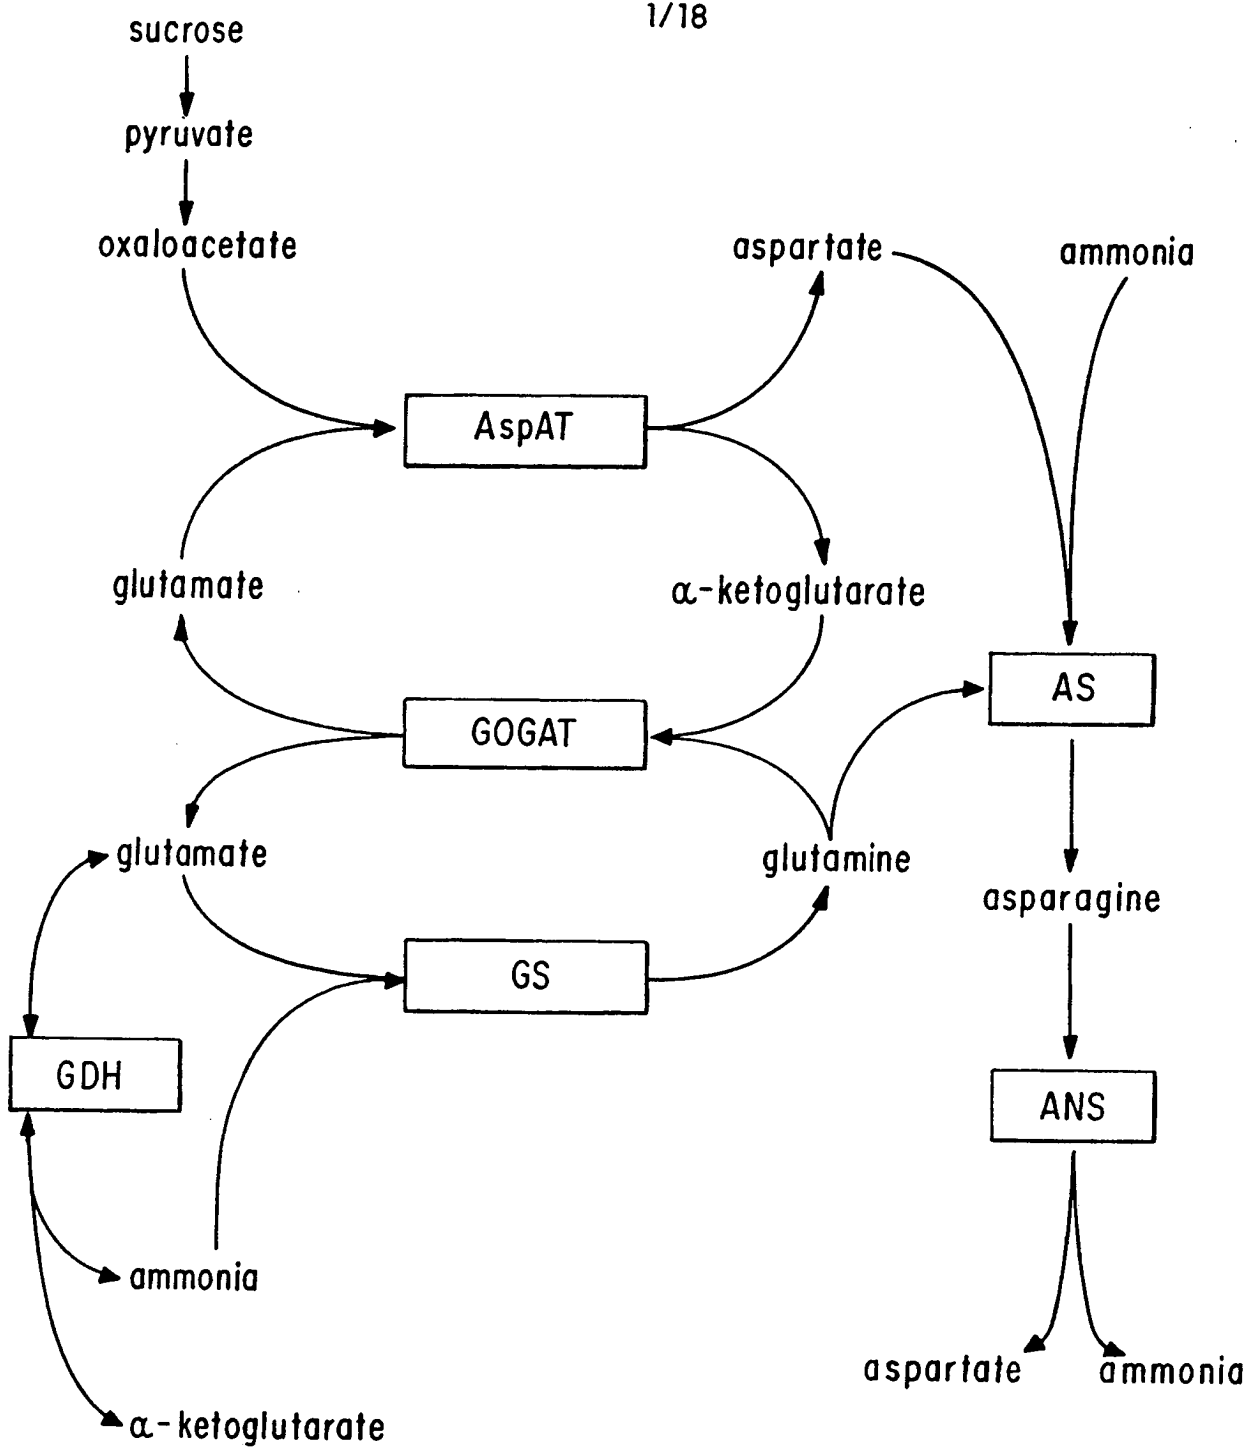 1/18
sucrose
pyruvate
oxaloacetate
aspartate
ammonia
AspAT
glutamate
α-ketoglutarate
AS
GOGAT
glutamate
glutamine
asparagine
GS
GDH
ANS
ammonia
aspartate
ammonia
α-ketoglutarate